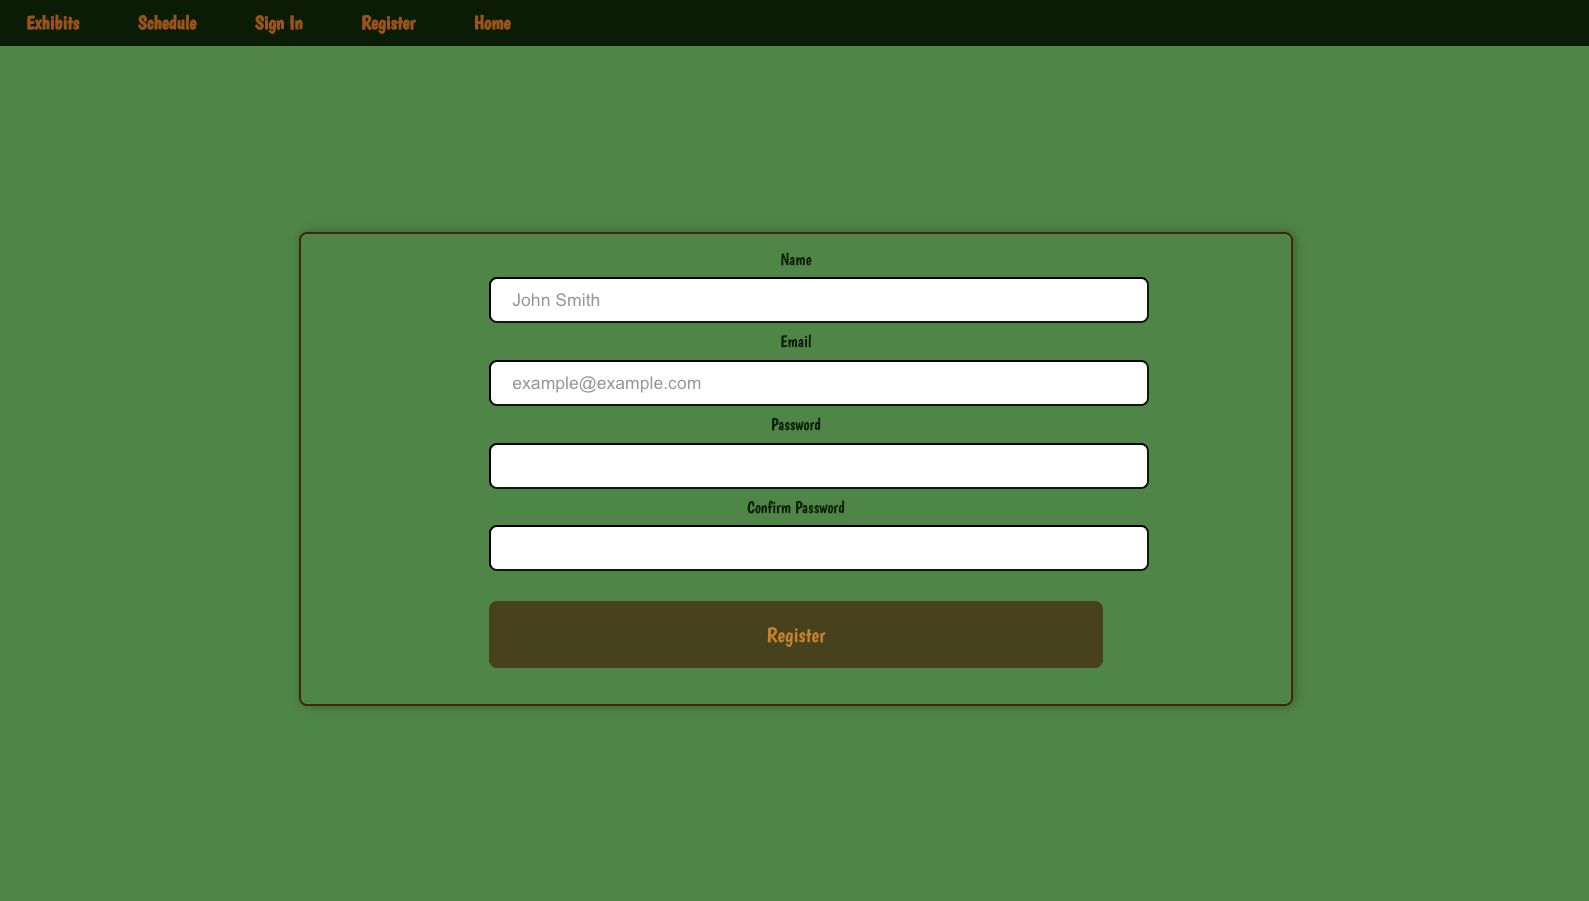 Exhibits Schedule Sign In Register Home
Name
John Smith
Email
example@example.com
Password
Confirm Password
Register